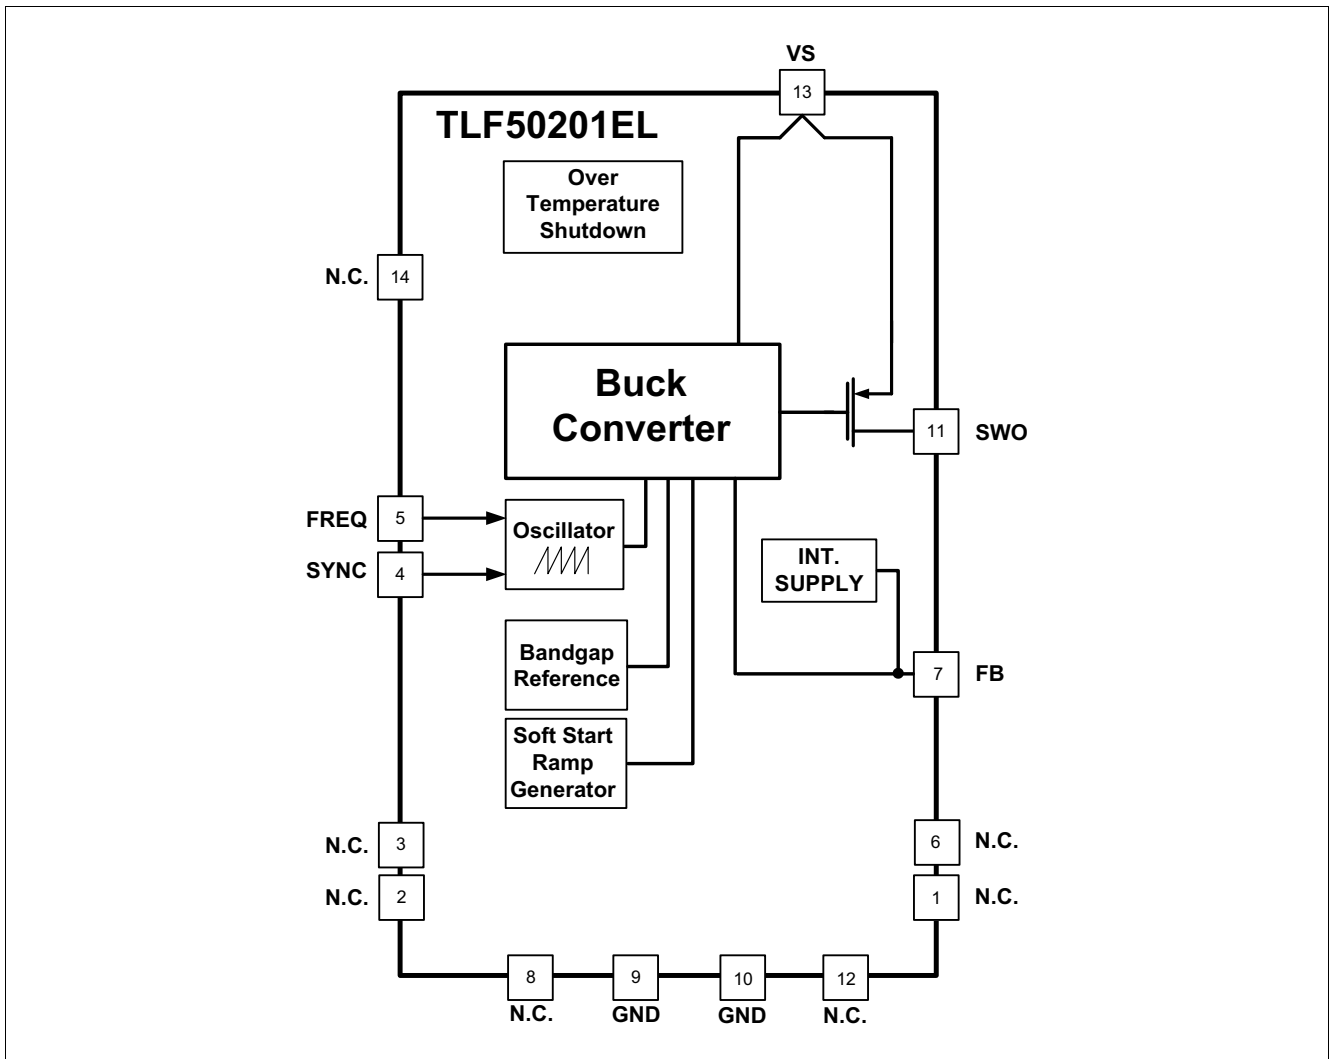 VS
13
TLF50201EL
Over
Temperature
Shutdown
N.C.
14
Buck
Converter
11
SWO
FREQ
5
Oscillator
SYNC
4
INT.
SUPPLY
Bandgap
Reference
7
FB
Soft Start
Ramp
Generator
N.C.
3
6
N.C.
N.C.
2
1
N.C.
8
9
10
12
N.C.
GND
GND
N.C.